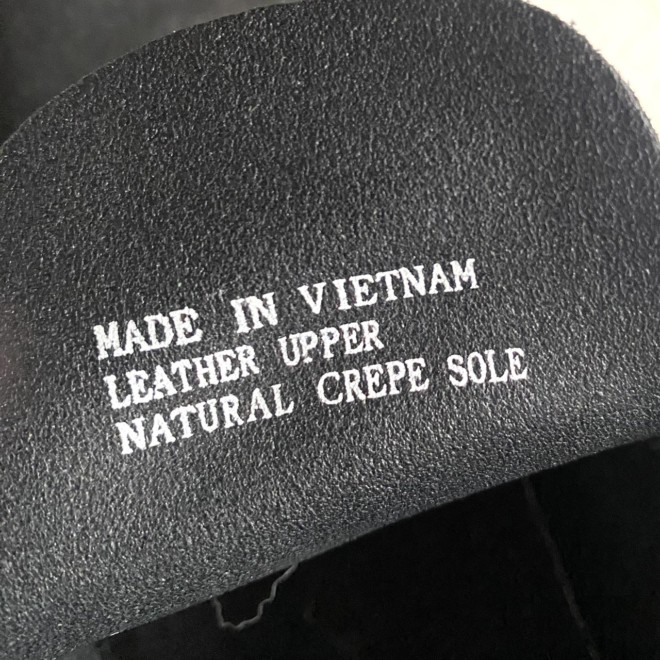 MADE IN VIETNAM
LEATHER UPPER
NATURAL CREPE SOLE